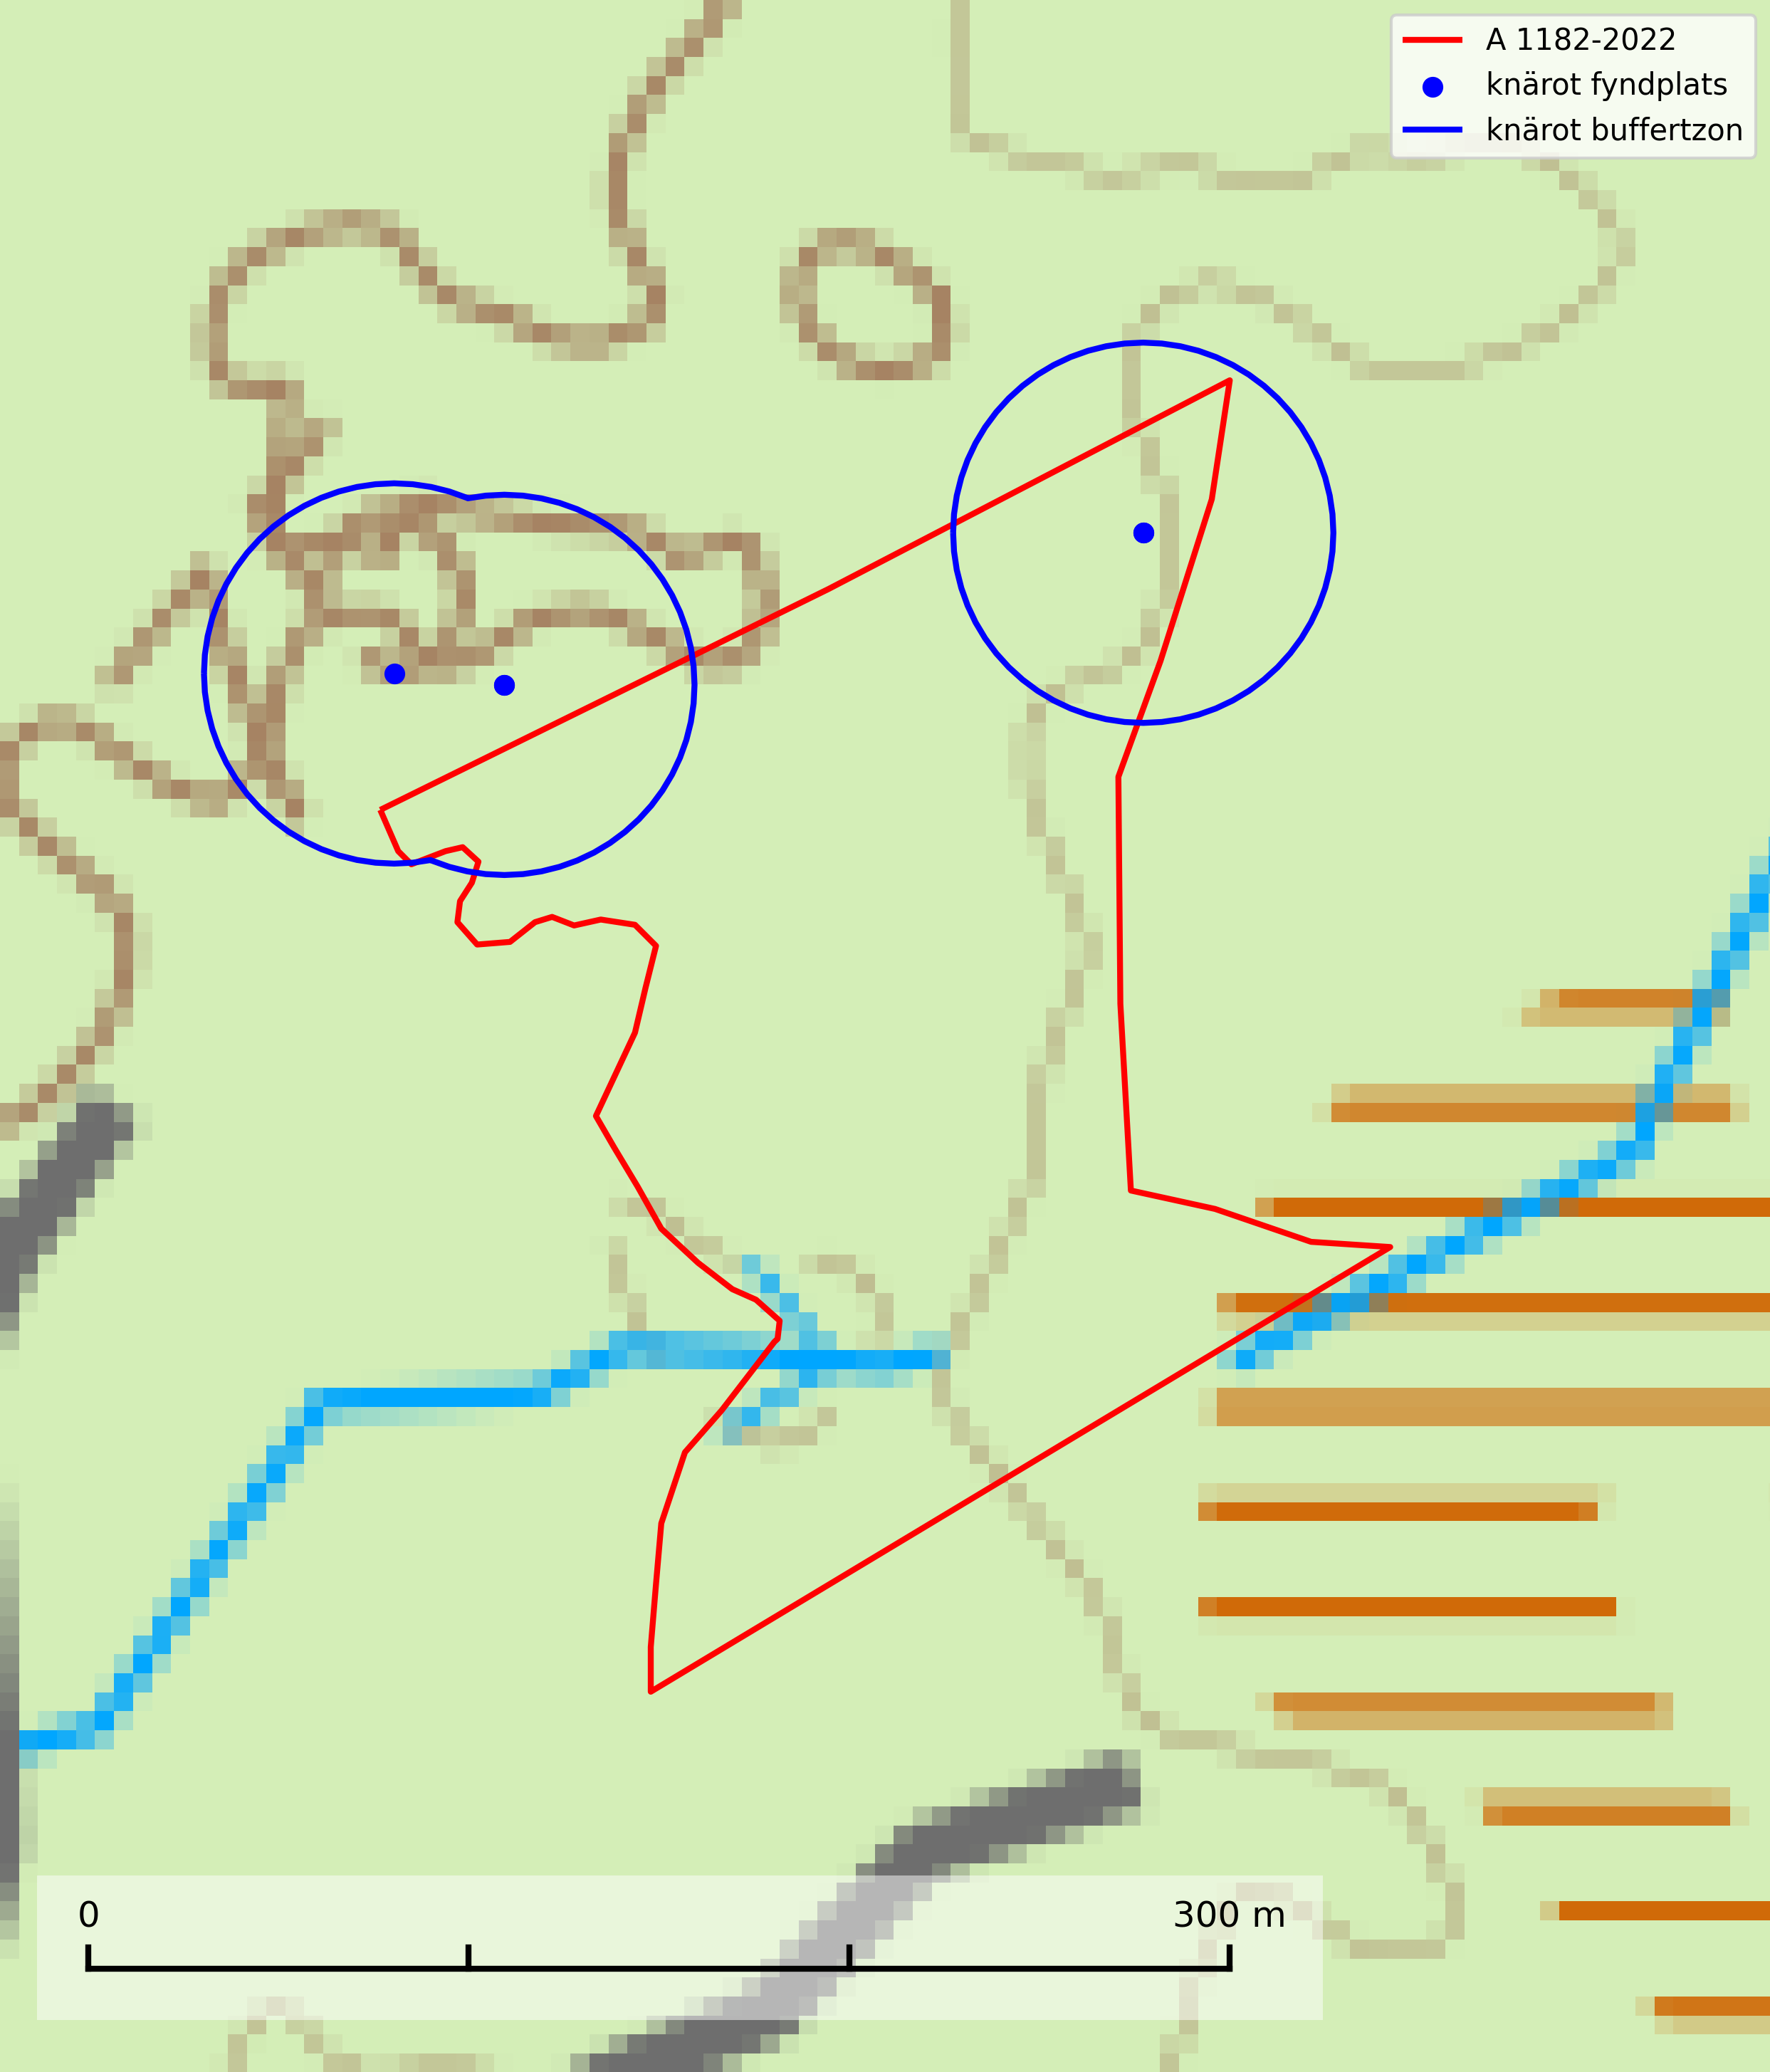 A 1182-2022
knärot fyndplats
knärot buffertzon
0
300 m